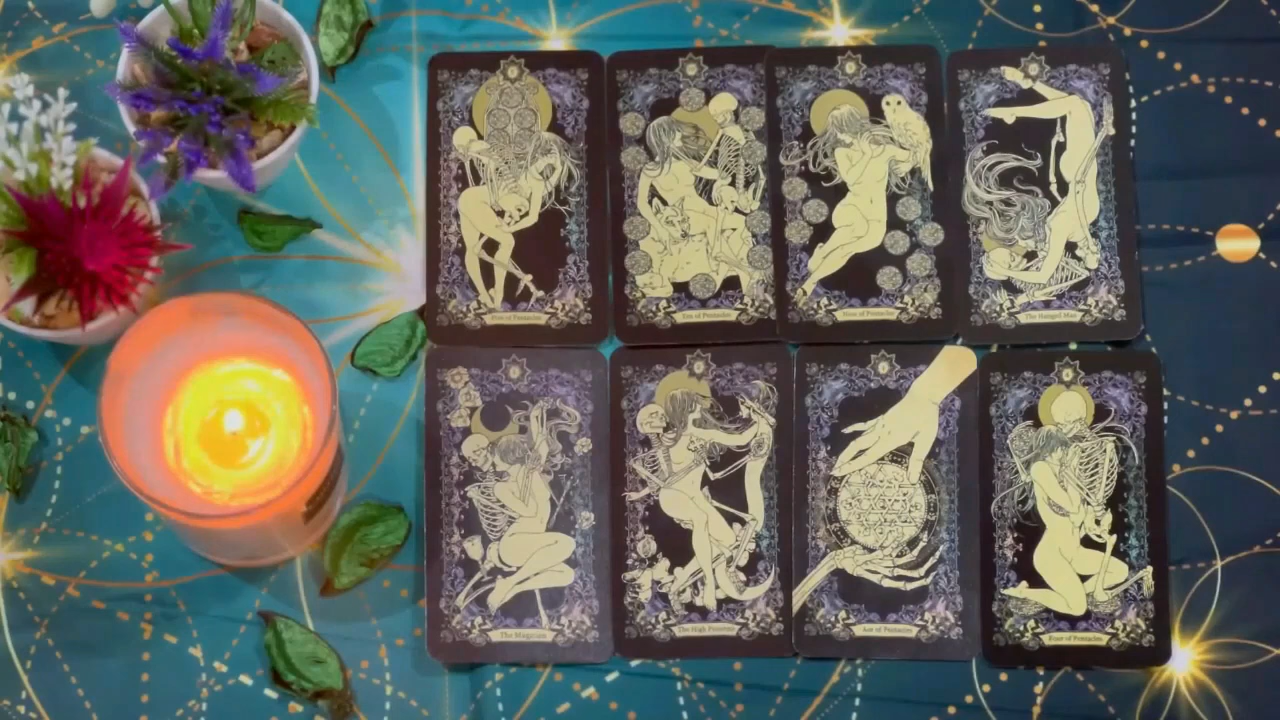 Five of Pentacles
Ten of Pentacles
Nine of Pentacles
The Hanged Man
The Magician
The High Priestess
Ace of Pentacles
Four of Pentacles